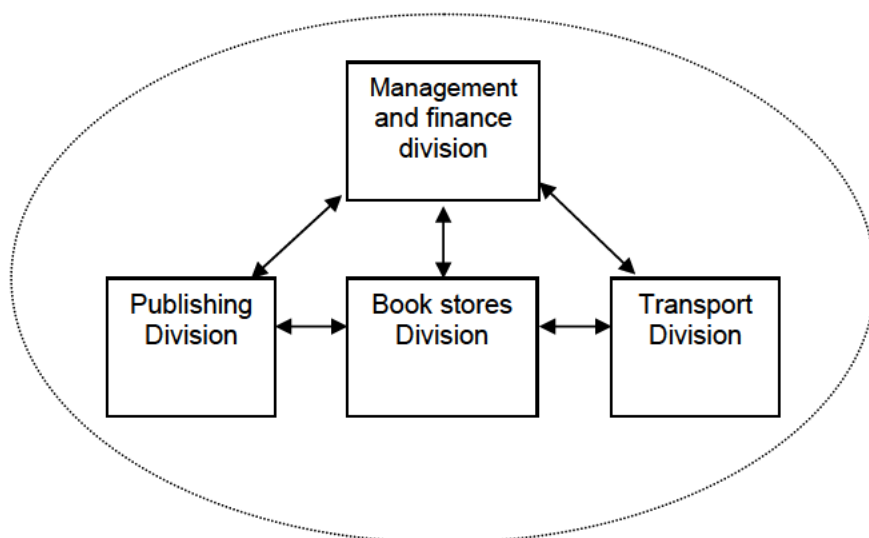 Management
and finance
division
Publishing
Division
Book stores
Division
Transport
Division